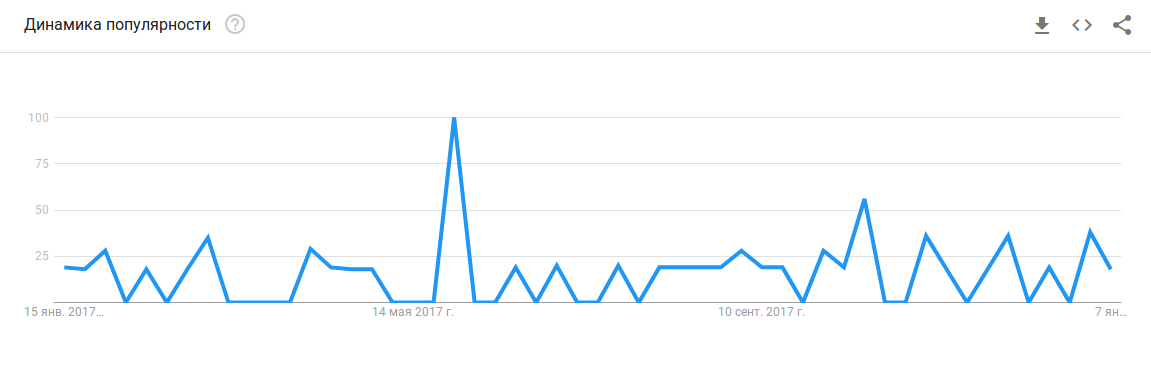 Динамика популярности ?
100
75
50
25
15 янв. 2017…
14 мая 2017 г.
10 сент. 2017 г.
7 ян…